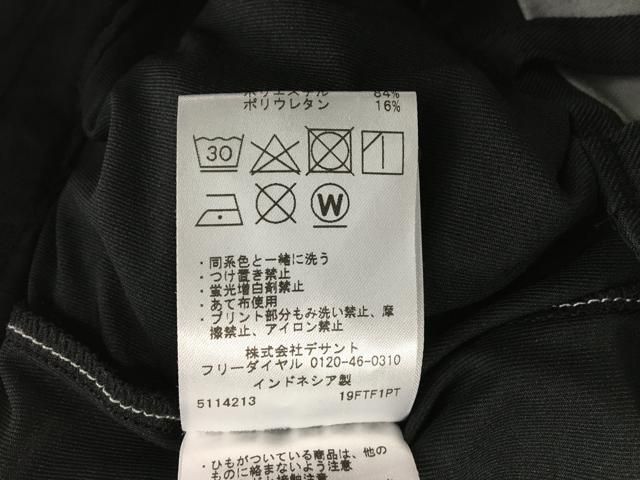 ポリエステル 84%
ポリウレタン 16%
30
W
・同系色と一緒に洗う
・つけ置き禁止
・蛍光増白剤禁止
・あて布使用
・プリント部分もみ洗い禁止、摩
擦禁止、アイロン禁止
株式会社デサント
フリーダイヤル 0120-46-0310
インドネシア製
5114213 19FTF1PT
・ひもがついている商品は、他の
ものに絡まない注意